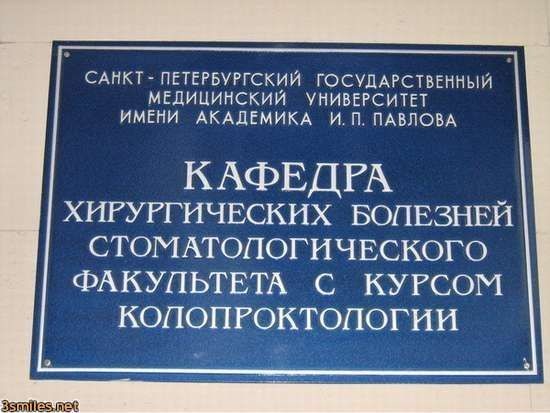 САНКТ - ПЕТЕРБУРГСКИЙ ГОСУДАРСТВЕННЫЙ
МЕДИЦИНСКИЙ УНИВЕРСИТЕТ
ИМЕНИ АКАДЕМИКА И. П. ПАВЛОВА
КАФЕДРА
ХИРУРГИЧЕСКИХ БОЛЕЗНЕЙ
СТОМАТОЛОГИЧЕСКОГО
ФАКУЛЬТЕТА С КУРСОМ
КОЛОПРОКТОЛОГИИ
3smiles.net